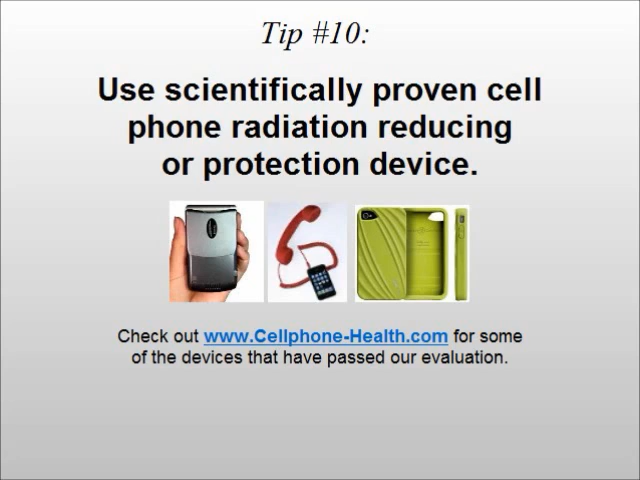 Tip #10:
Use scientifically proven cell
phone radiation reducing
or protection device.
Check out www.Cellphone-Health.com for some
of the devices that have passed our evaluation.